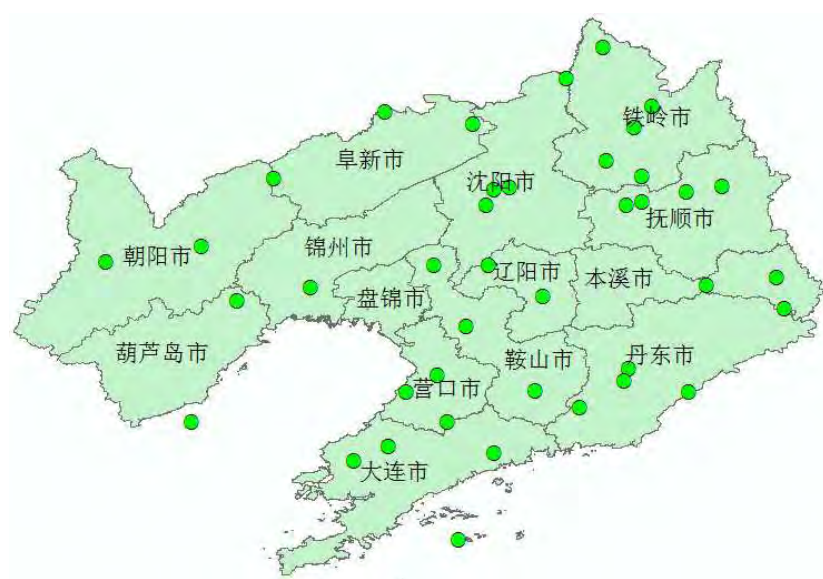 铁岭市
阜新市
沈阳市
抚顺市
锦州市
朝阳市
辽阳市
本溪市
盘锦市
葫芦岛市
鞍山市
丹东市
营口市
大连市